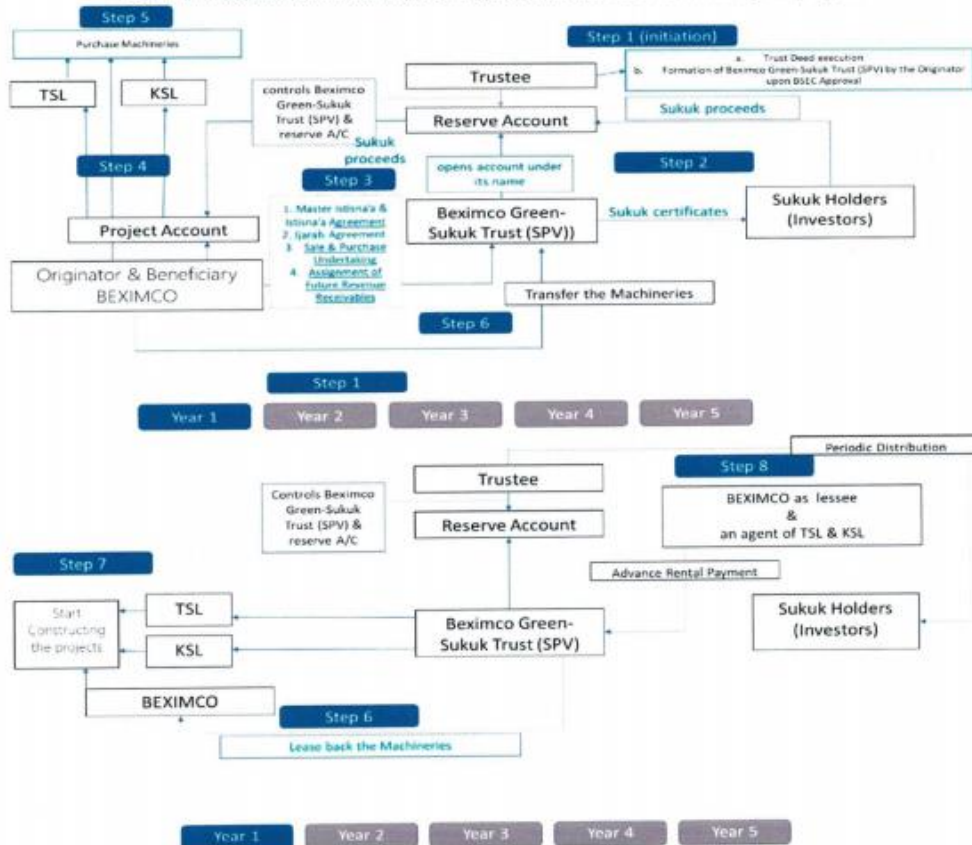 Step 5
Purchase Machineries
Step 1 (initiation)
a. Trust Deed execution
b. Formation of Beximco Green-Sukuk Trust (SPV) by the Originator
upon BSEC Approval
Trustee
TSL
KSL
controls Beximco
Green-Sukuk
Trust (SPV) &
reserve A/C
Reserve Account
Sukuk proceeds
Sukuk
proceeds
Step 4
Step 3
opens account under
its name
Step 2
1. Master Istisna'a &
Istisna'a Agreement
2. Ijarah Agreement
3. Sale & Purchase
Undertaking
4. Assignment of
Future Revenue
Receivables
Project Account
Beximco Green-
Sukuk Trust (SPV))
Sukuk certificates
Sukuk Holders
(Investors)
Originator & Beneficiary
BEXIMCO
Transfer the Machineries
Step 6
Step 1
Year 1
Year 2
Year 3
Year 4
Year 5
Periodic Distribution
Trustee
Step 8
Controls Beximco
Green-Sukuk
Trust (SPV) &
reserve A/C
Reserve Account
BEXIMCO as lessee
&
an agent of TSL & KSL
Step 7
Advance Rental Payment
Start
Constructing
the projects
TSL
KSL
Beximco Green-
Sukuk Trust (SPV)
Sukuk Holders
(Investors)
BEXIMCO
Step 6
Lease back the Machineries
Year 1
Year 2
Year 3
Year 4
Year 5